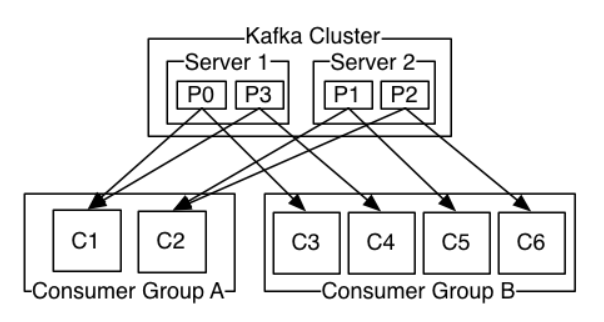 Kafka Cluster
Server 1
Server 2
P0
P3
P1
P2
C1
C2
C3
C4
C5
C6
Consumer Group A
Consumer Group B